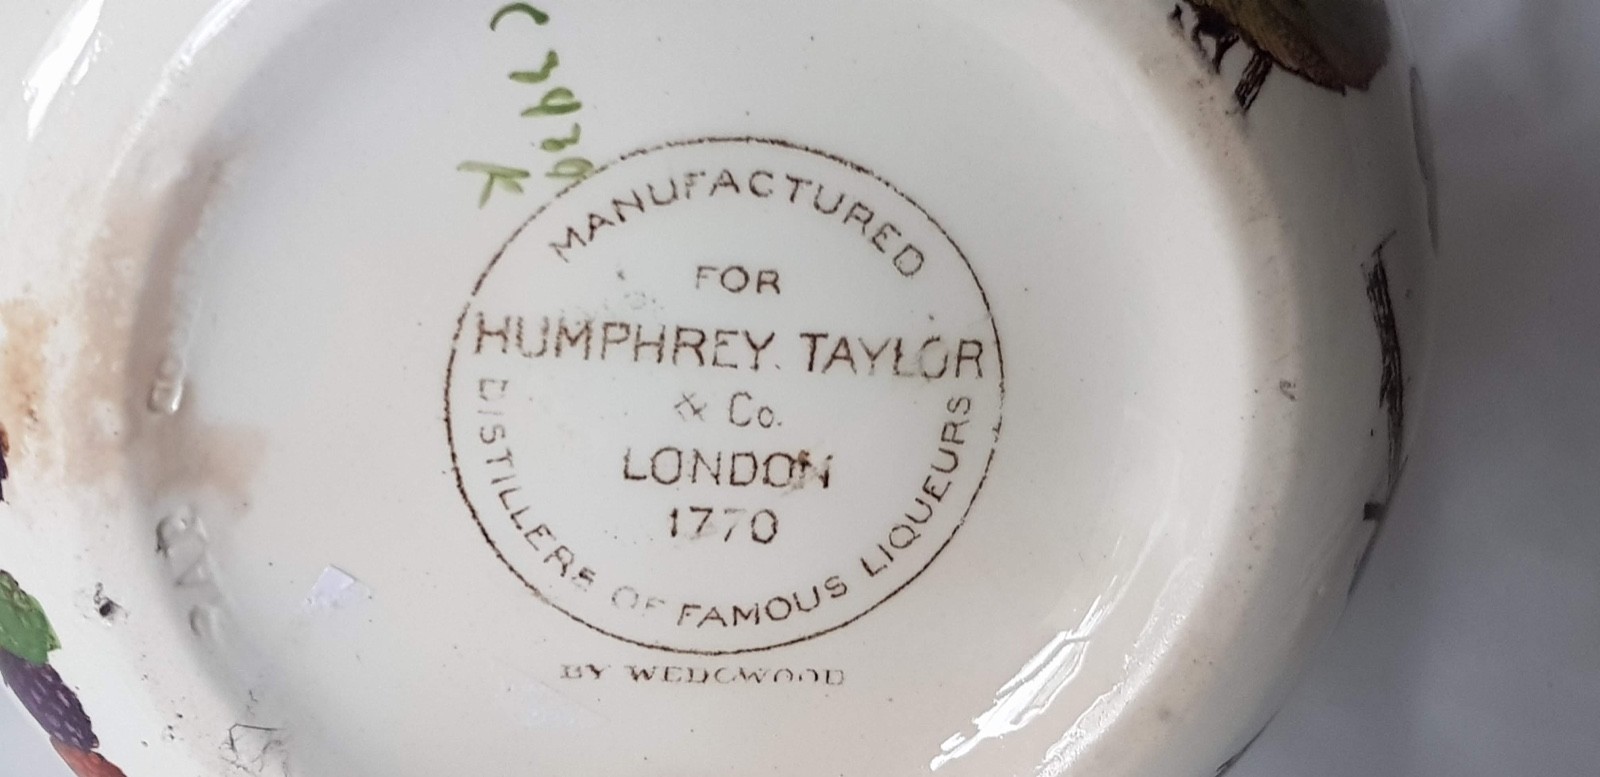 MANUFACTURED
FOR
HUMPHREY. TAYLOR
& Co.
LONDON
1770
DISTILLERS OF FAMOUS LIQUEURS
BY WEDGWOOD